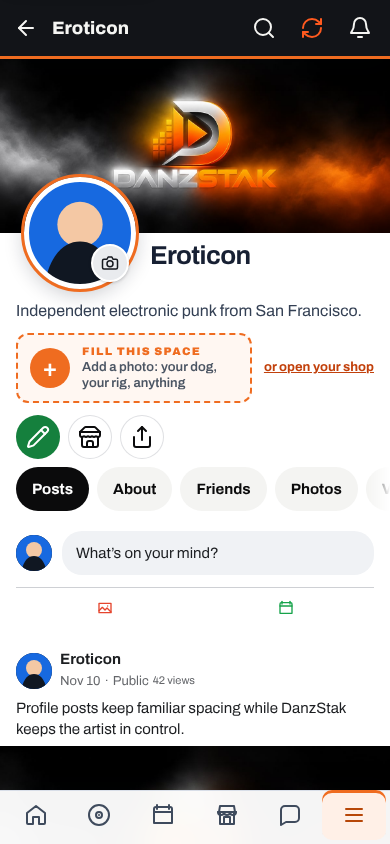 Eroticon
DANZSTAK
Eroticon
Independent electronic punk from San Francisco.
FILL THIS SPACE
Add a photo: your dog,
your rig, anything
or open your shop
Posts
About
Friends
Photos
What's on your mind?
Eroticon
Nov 10 · Public 42 views
Profile posts keep familiar spacing while DanzStak
keeps the artist in control.